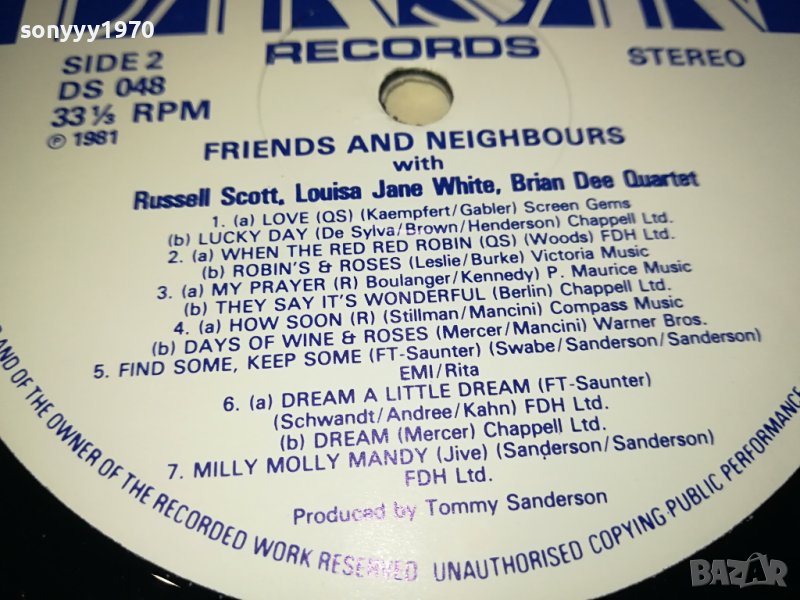 sonyyy1970
RECORDS
SIDE 2
STEREO
DS 048
33⅓ RPM
℗ 1981
FRIENDS AND NEIGHBOURS
with
Russell Scott, Louisa Jane White, Brian Dee Quartet
1. (a) LOVE (QS) (Kaempfert/Gabler) Screen Gems
(b) LUCKY DAY (De Sylva/Brown/Henderson) Chappell Ltd.
2. (a) WHEN THE RED RED ROBIN (QS) (Woods) FDH Ltd.
(b) ROBIN'S & ROSES (Leslie/Burke) Victoria Music
3. (a) MY PRAYER (R) Boulanger/Kennedy) P. Maurice Music
(b) THEY SAY IT'S WONDERFUL (Berlin) Chappell Ltd.
4. (a) HOW SOON (R) (Stillman/Mancini) Compass Music
(b) DAYS OF WINE & ROSES (Mercer/Mancini) Warner Bros.
5. FIND SOME, KEEP SOME (FT-Saunter) (Swabe/Sanderson/Sanderson)
EMI/Rita
6. (a) DREAM A LITTLE DREAM (FT-Saunter)
(Schwandt/Andree/Kahn) FDH Ltd.
(b) DREAM (Mercer) Chappell Ltd.
7. MILLY MOLLY MANDY (Jive) (Sanderson/Sanderson)
FDH Ltd.
Produced by Tommy Sanderson
AND OF THE OWNER OF THE RECORDED WORK RESERVED UNAUTHORISED COPYING·PUBLIC PERFORMANCE
BAZAR